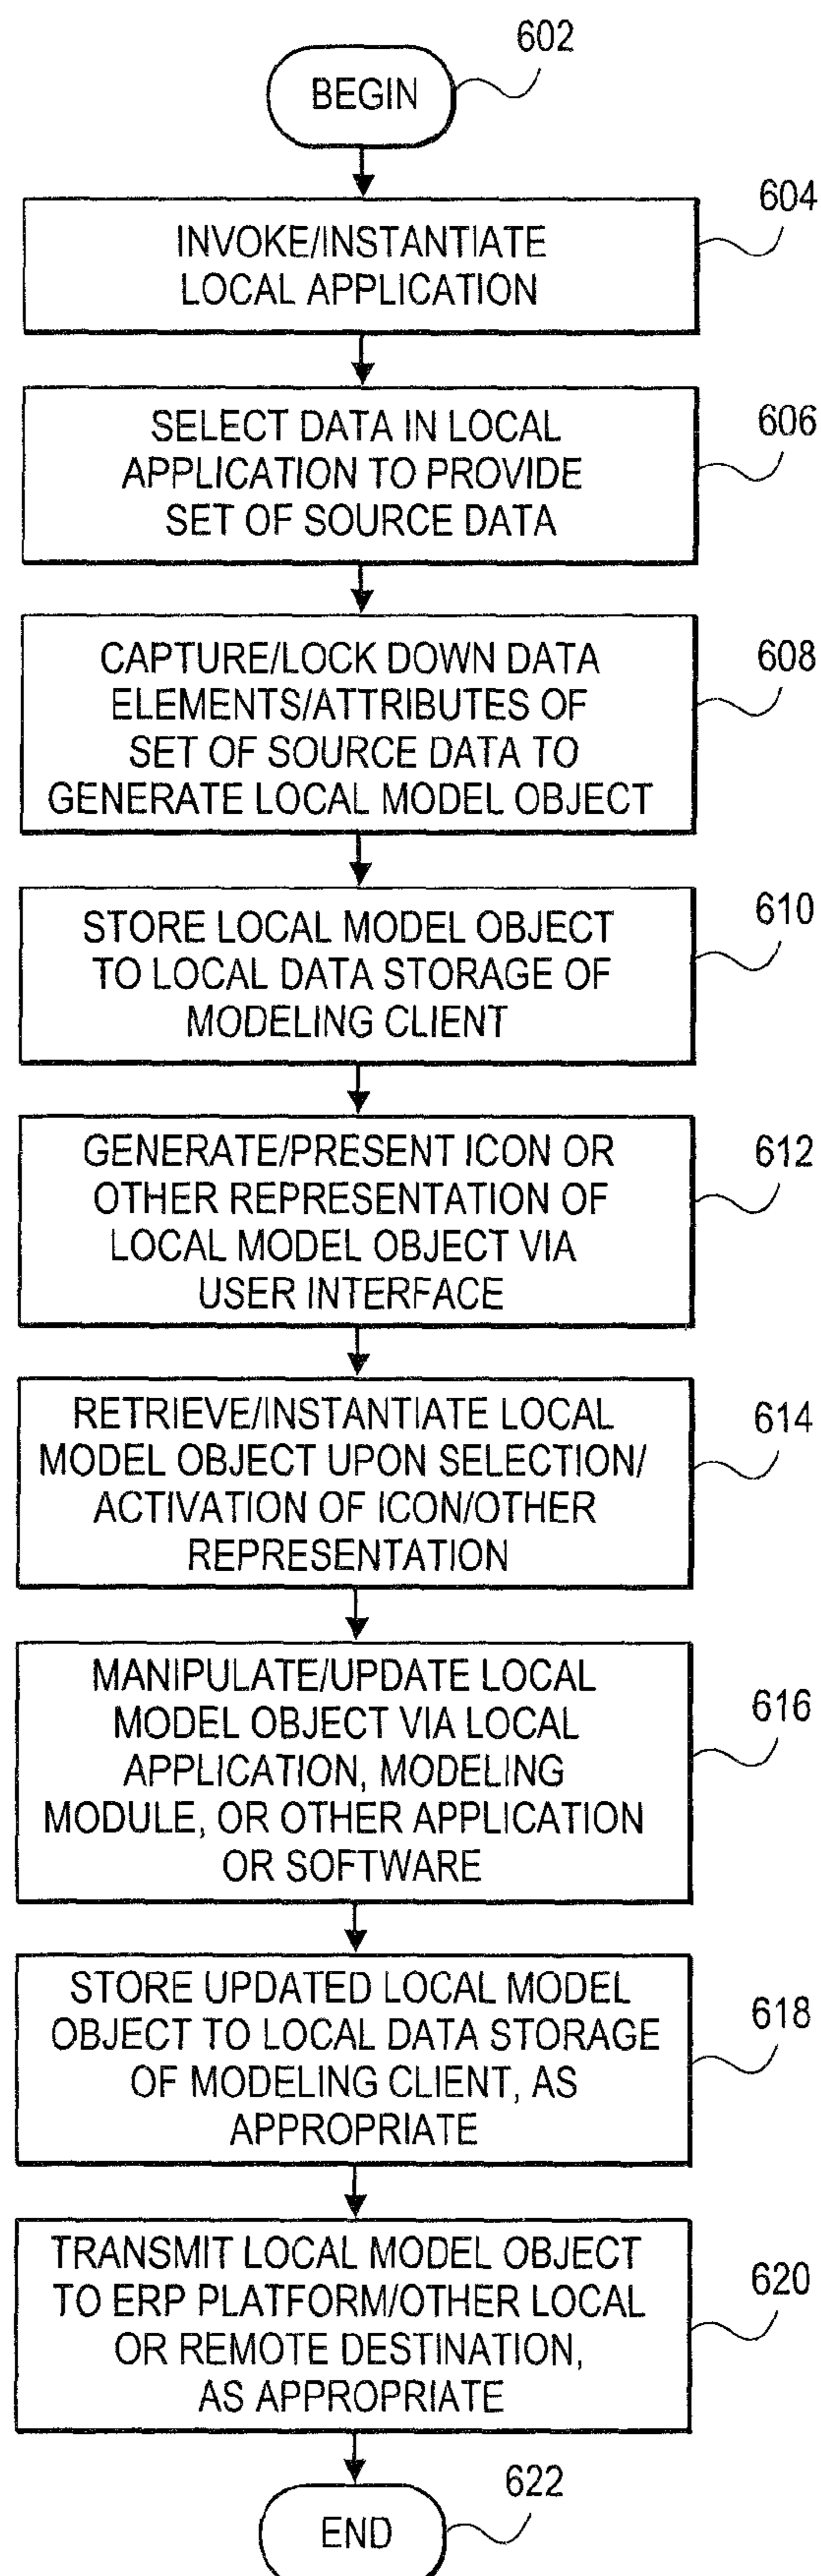 602
BEGIN
604
INVOKE/INSTANTIATE
LOCAL APPLICATION
606
SELECT DATA IN LOCAL
APPLICATION TO PROVIDE
SET OF SOURCE DATA
608
CAPTURE/LOCK DOWN DATA
ELEMENTS/ATTRIBUTES OF
SET OF SOURCE DATA TO
GENERATE LOCAL MODEL OBJECT
610
STORE LOCAL MODEL OBJECT
TO LOCAL DATA STORAGE OF
MODELING CLIENT
612
GENERATE/PRESENT ICON OR
OTHER REPRESENTATION OF
LOCAL MODEL OBJECT VIA
USER INTERFACE
614
RETRIEVE/INSTANTIATE LOCAL
MODEL OBJECT UPON SELECTION/
ACTIVATION OF ICON/OTHER
REPRESENTATION
616
MANIPULATE/UPDATE LOCAL
MODEL OBJECT VIA LOCAL
APPLICATION, MODELING
MODULE, OR OTHER APPLICATION
OR SOFTWARE
618
STORE UPDATED LOCAL MODEL
OBJECT TO LOCAL DATA STORAGE
OF MODELING CLIENT, AS
APPROPRIATE
620
TRANSMIT LOCAL MODEL OBJECT
TO ERP PLATFORM/OTHER LOCAL
OR REMOTE DESTINATION,
AS APPROPRIATE
622
END